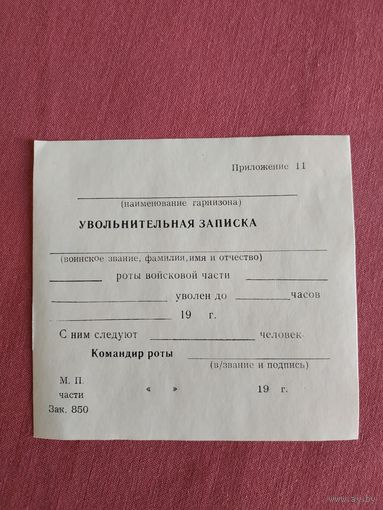 Приложение 11
(наименование гарнизона)
УВОЛЬНИТЕЛЬНАЯ ЗАПИСКА
(воинское звание, фамилия,имя и отчество)
роты войсковой части
уволен до часов
19 г.
С ним следуют человек
Командир роты
(в/звание и подпись)
М. П. « » 19 г.
части
Зак. 850